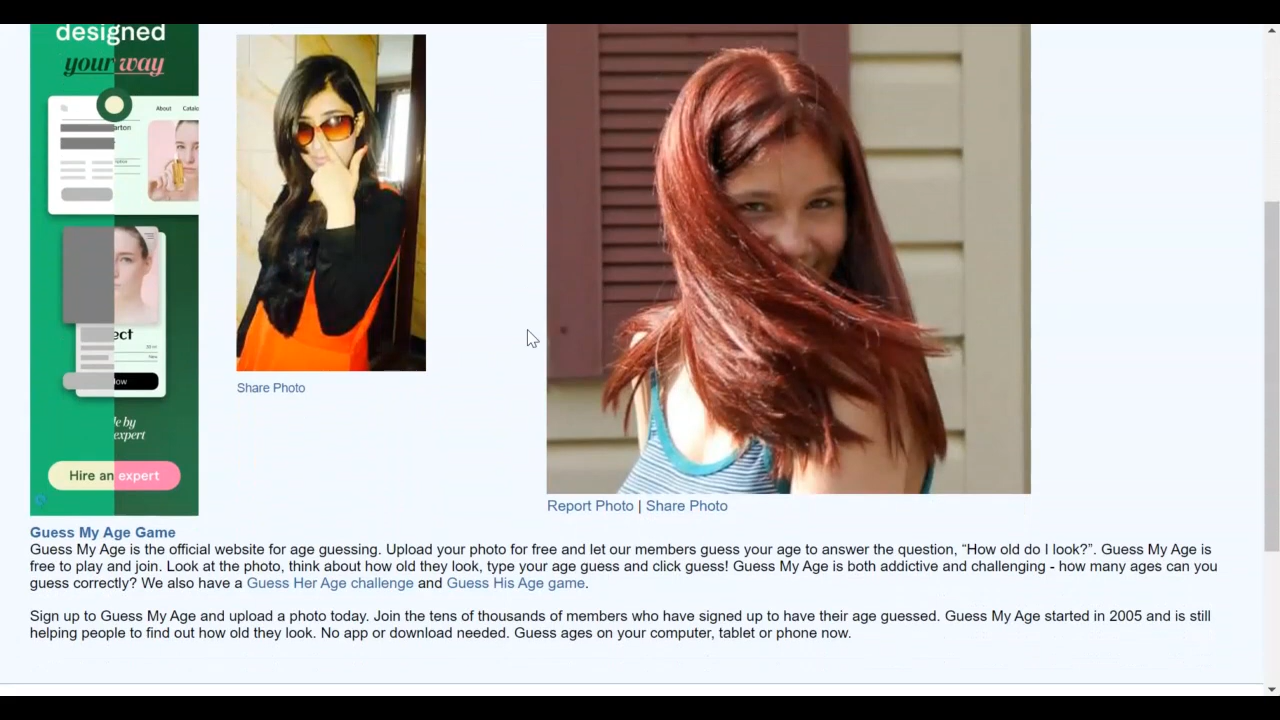 designed
your way
About
Share Photo
Report Photo | Share Photo
Hire an expert
Guess My Age Game
Guess My Age is the official website for age guessing. Upload your photo for free and let our members guess your age to answer the question, “How old do I look?”. Guess My Age is
free to play and join. Look at the photo, think about how old they look, type your age guess and click guess! Guess My Age is both addictive and challenging - how many ages can you
guess correctly? We also have a Guess Her Age challenge and Guess His Age game.
Sign up to Guess My Age and upload a photo today. Join the tens of thousands of members who have signed up to have their age guessed. Guess My Age started in 2005 and is still
helping people to find out how old they look. No app or download needed. Guess ages on your computer, tablet or phone now.